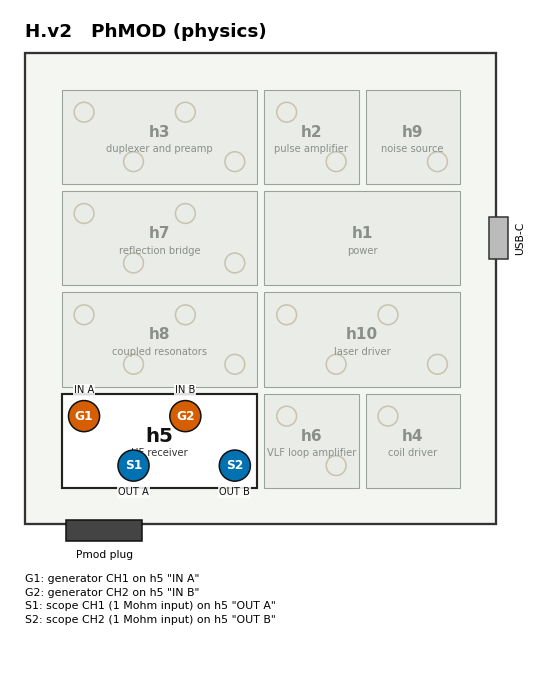 H.v2 PhMOD (physics)
h3
duplexer and preamp
h2
pulse amplifier
h9
noise source
h7
reflection bridge
h1
power
USB-C
h8
coupled resonators
h10
laser driver
IN A
IN B
G1
G2
h5
receiver
S1
S2
OUT A
OUT B
h6
VLF loop amplifier
h4
coil driver
Pmod plug
G1: generator CH1 on h5 "IN A"
G2: generator CH2 on h5 "IN B"
S1: scope CH1 (1 Mohm input) on h5 "OUT A"
S2: scope CH2 (1 Mohm input) on h5 "OUT B"